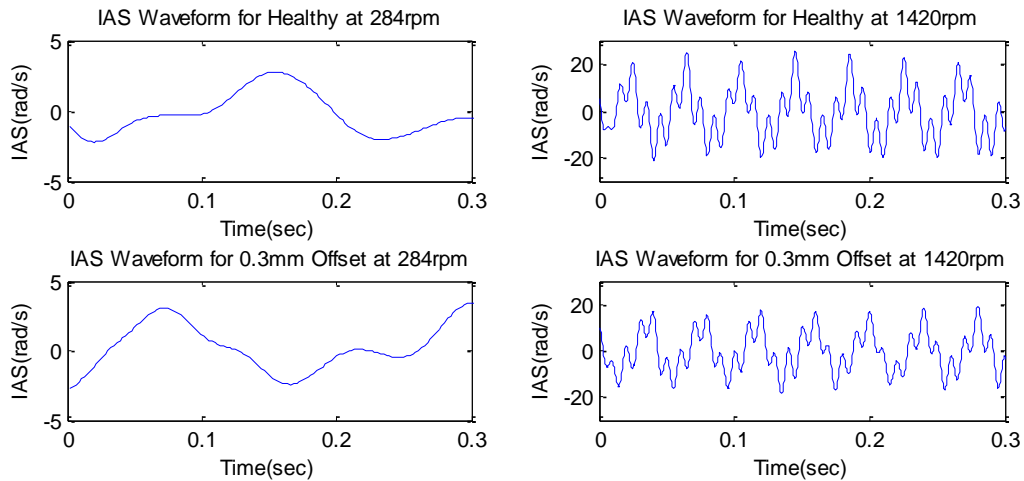 IAS Waveform for Healthy at 284rpm
IAS(rad/s)
5
0
-5
0
0.1
0.2
0.3
Time(sec)
IAS Waveform for Healthy at 1420rpm
IAS(rad/s)
20
0
-20
0
0.1
0.2
0.3
Time(sec)
IAS Waveform for 0.3mm Offset at 284rpm
IAS(rad/s)
5
0
-5
0
0.1
0.2
0.3
Time(sec)
IAS Waveform for 0.3mm Offset at 1420rpm
IAS(rad/s)
20
0
-20
0
0.1
0.2
0.3
Time(sec)